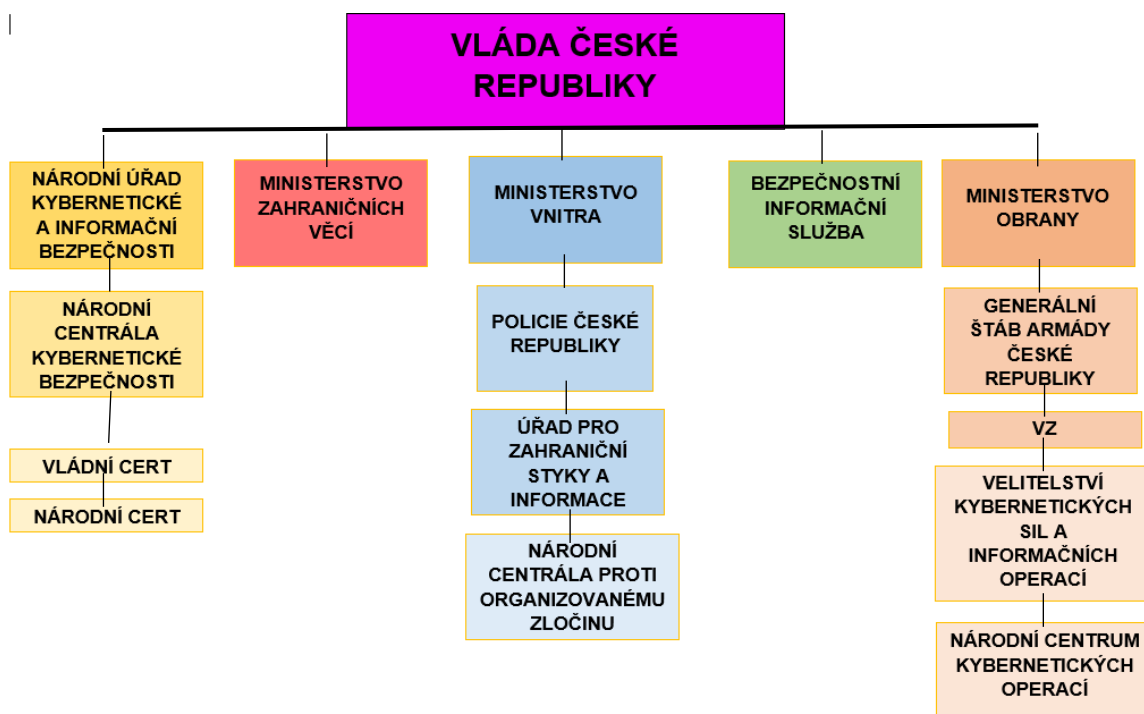 VLÁDA ČESKÉ
REPUBLIKY
NÁRODNÍ ÚŘAD
KYBERNETICKÉ
A INFORMAČNÍ
BEZPEČNOSTI
MINISTERSTVO
ZAHRANIČNÍCH
VĚCÍ
MINISTERSTVO
VNITRA
BEZPEČNOSTNÍ
INFORMAČNÍ
SLUŽBA
MINISTERSTVO
OBRANY
NÁRODNÍ
CENTRÁLA
KYBERNETICKÉ
BEZPEČNOSTI
VLÁDNÍ CERT
NÁRODNÍ CERT
POLICIE ČESKÉ
REPUBLIKY
ÚŘAD PRO
ZAHRANIČNÍ
STYKY A
INFORMACE
NÁRODNÍ
CENTRÁLA PROTI
ORGANIZOVANÉMU
ZLOČINU
GENERÁLNÍ
ŠTÁB ARMÁDY
ČESKÉ
REPUBLIKY
VZ
VELITELSTVÍ
KYBERNETICKÝCH
SIL A
INFORMAČNÍCH
OPERACÍ
NÁRODNÍ CENTRUM
KYBERNETICKÝCH
OPERACÍ